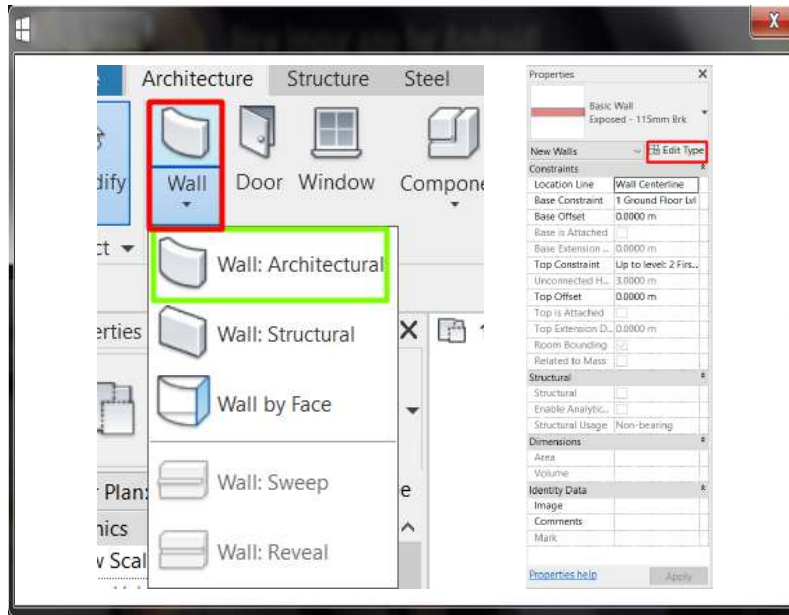 X
Architecture Structure Steel
dify
Wall Door Window Compone
ct
Wall: Architectural
Wall: Structural
Wall by Face
Wall: Sweep
Wall: Reveal
erties
X
1
r Plan:
e
nics
v Scal
Properties X
Basic Wall
Exposed - 115mm Brk
New Walls Edit Type
Constraints
Location Line Wall Centerline
Base Constraint 1 Ground Floor Lvl
Base Offset 0.0000 m
Base is Attached
Base Extension ... 0.0000 m
Top Constraint Up to level: 2 Firs...
Unconnected H... 3.0000 m
Top Offset 0.0000 m
Top is Attached
Top Extension D... 0.0000 m
Room Bounding
Related to Mass
Structural
Structural
Enable Analytic...
Structural Usage Non-bearing
Dimensions
Area
Volume
Identity Data
Image
Comments
Mark
Properties help Apply